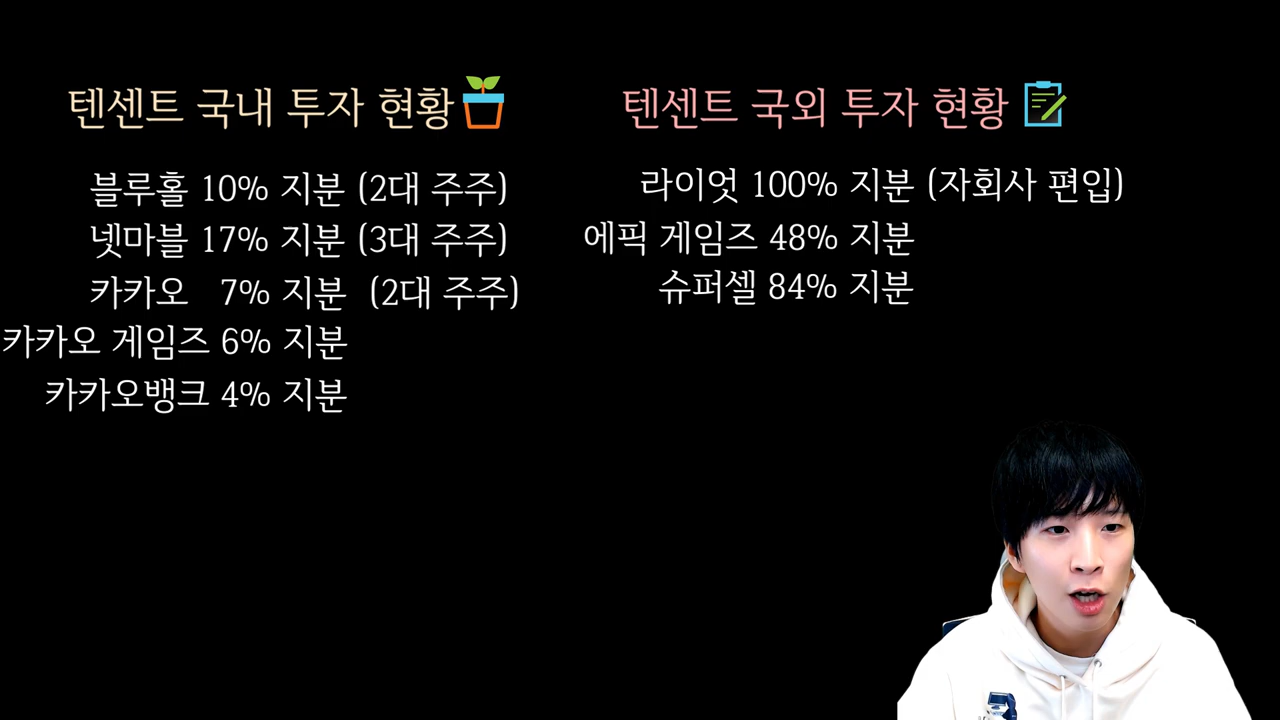 텐센트 국내 투자 현황
블루홀 10% 지분 (2대 주주)
넷마블 17% 지분 (3대 주주)
카카오 7% 지분 (2대 주주)
카카오 게임즈 6% 지분
카카오뱅크 4% 지분
텐센트 국외 투자 현황
라이엇 100% 지분 (자회사 편입)
에픽 게임즈 48% 지분
슈퍼셀 84% 지분